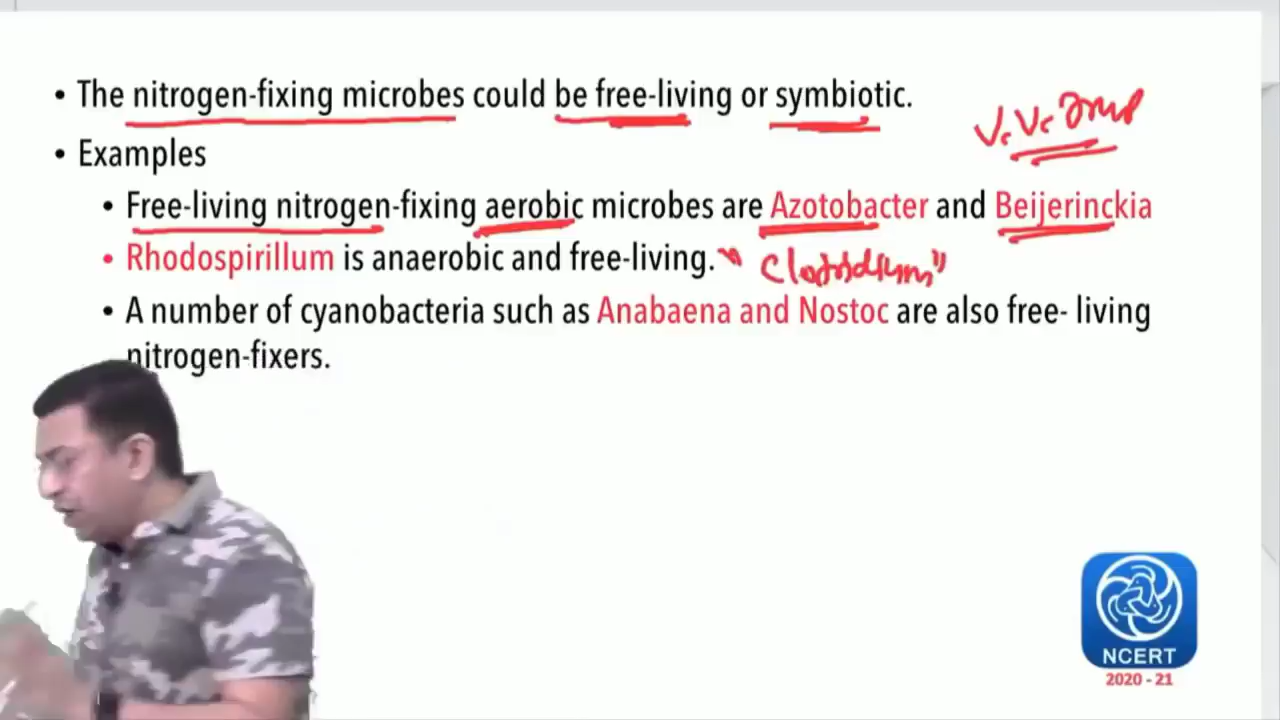 • The nitrogen-fixing microbes could be free-living or symbiotic.
• Examples
• Free-living nitrogen-fixing aerobic microbes are Azotobacter and Beijerinckia
• Rhodospirillum is anaerobic and free-living.
• A number of cyanobacteria such as Anabaena and Nostoc are also free- living
nitrogen-fixers.
NCERT
2020 - 21